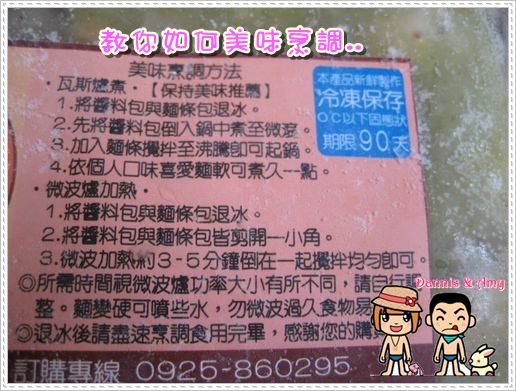 教你如何美味烹調..
美味烹調方法
·瓦斯爐煮·【保持美味推薦】
1.將醬料包與麵條包退冰。
2.先將醬料包倒入鍋中煮至微滾。
3.加入麵條攪拌至沸騰即可起鍋。
4.依個人口味喜愛麵軟可煮久一點。
·微波爐加熱·
1.將醬料包與麵條包退冰。
2.將醬料包與麵條包皆剪開一小角。
3.微波加熱約3-5分鐘倒在一起攪拌均勻即可。
◎所需時間視微波爐功率大小有所不同，請自行調
整。麵變硬可噴些水，勿微波過久食物易
◎退冰後請盡速烹調食用完畢，感謝您的購買
訂購專線 0925-860295
本產品新鮮製作
冷凍保存
0℃以下固態狀
期限90天
Dannis & Amy